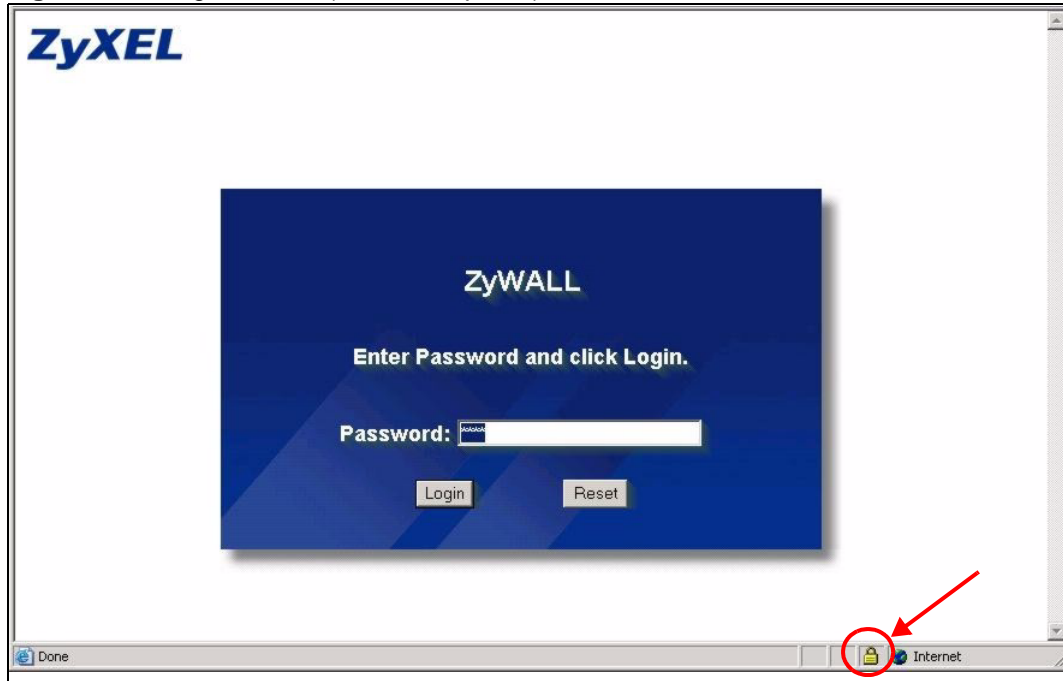 ZyXEL
ZyWALL
Enter Password and click Login.
Password: ****
Login
Reset
Done
Internet